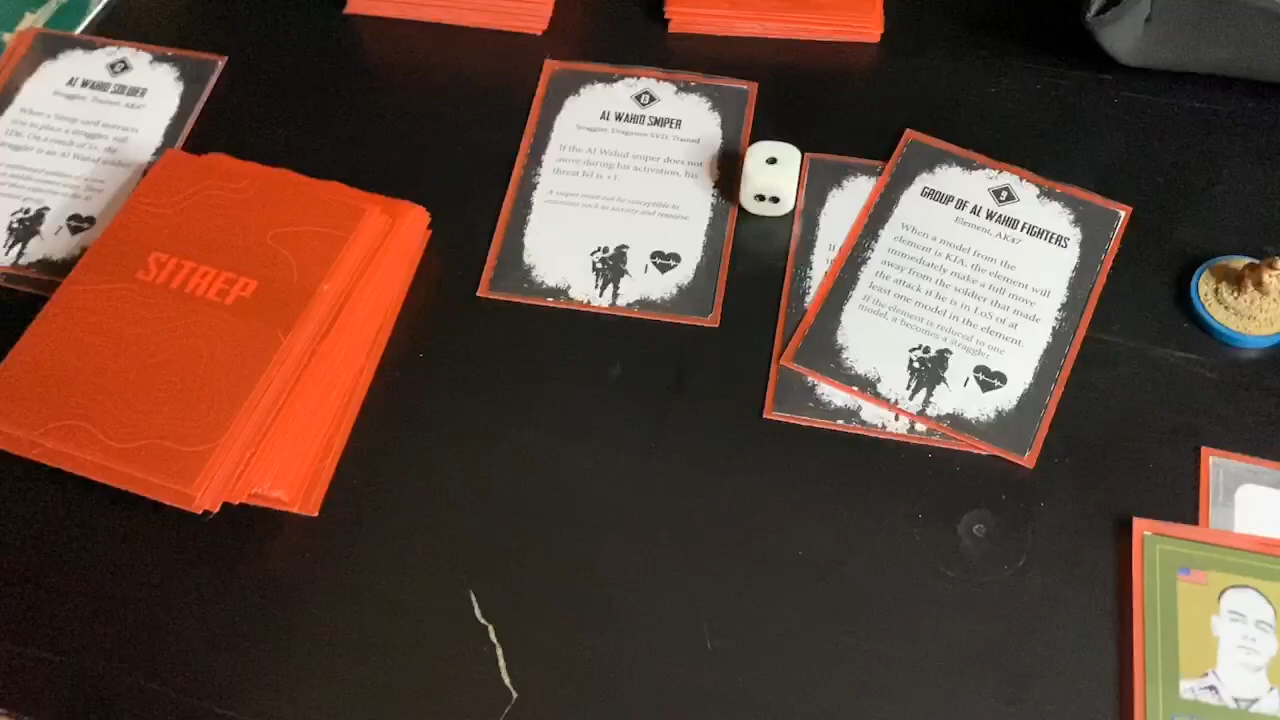 AL WAHID SOLDIER
Straggler, Trained, AK47
When a Sitrep card instructs
you to place a straggler, roll
1D6. On a result of 5+, the
straggler is an Al Wahid soldier
SITREP
AL WAHID SNIPER
Straggler, Dragunov SVD, Trained
If the Al Wahid sniper does not
move during his activation, his
threat lvl is +1.
A sniper must not be susceptible to
emotions such as anxiety and remorse
If
GROUP OF AL WAHID FIGHTERS
Element, AK47
When a model from the
element is KIA, the element will
immediately make a full move
away from the soldier that made
the attack if he is in LoS of at
least one model in the element.
If the element is reduced to one
model, it becomes a straggler